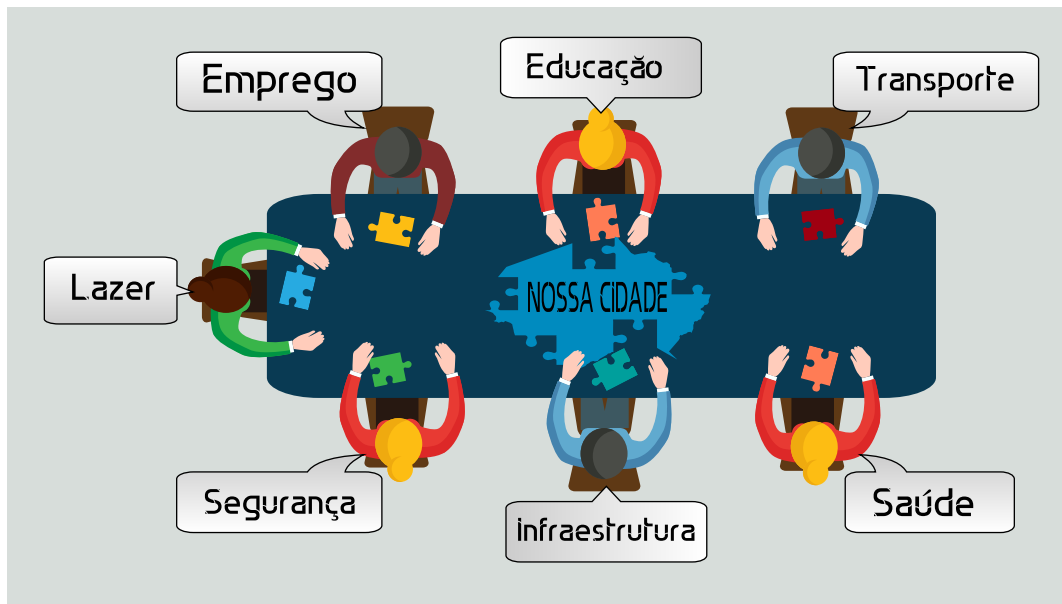 Emprego
Educação
Transporte
Lazer
NOSSA CIDADE
Segurança
infraestrutura
Saúde